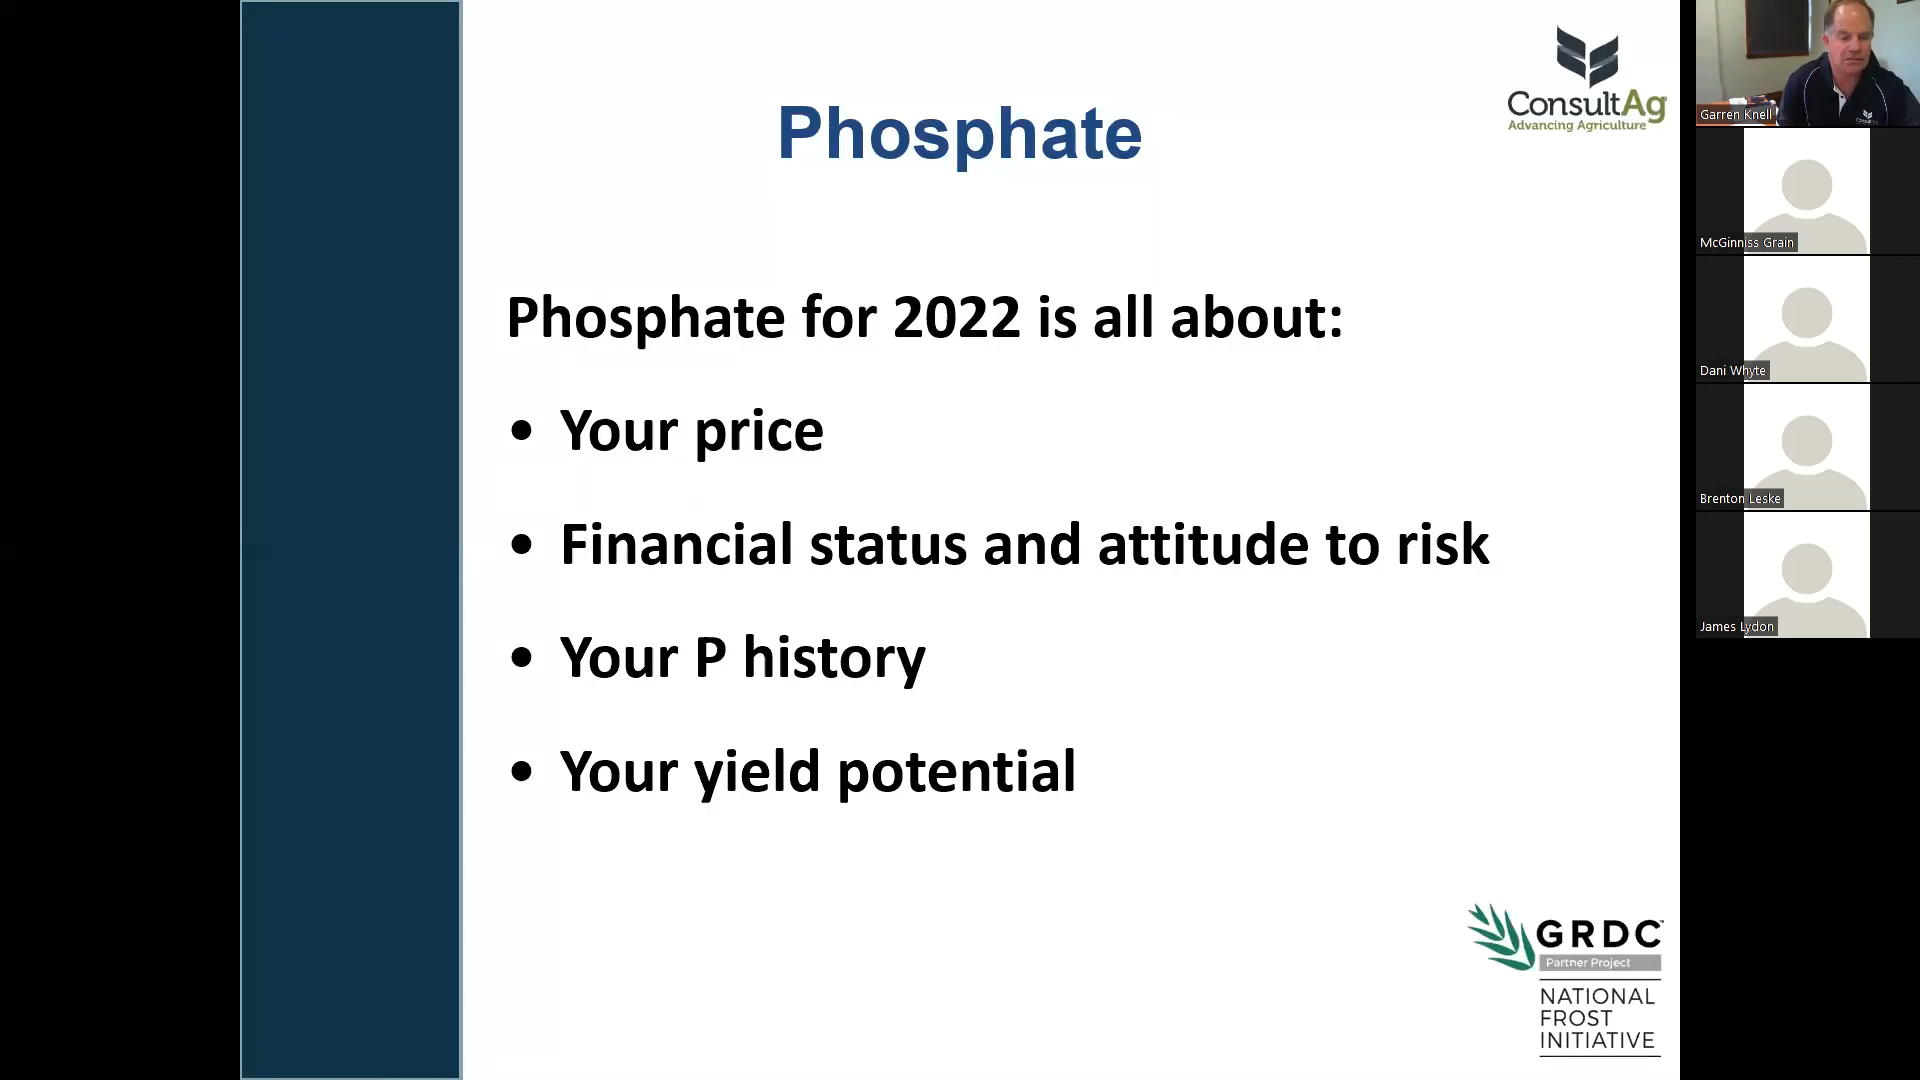 Phosphate
ConsultAg
Advancing Agriculture
Phosphate for 2022 is all about:
• Your price
• Financial status and attitude to risk
• Your P history
• Your yield potential
GRDC™
Partner Project
NATIONAL
FROST
INITIATIVE
Garren Knell
McGinniss Grain
Dani Whyte
Brenton Leske
James Lydon